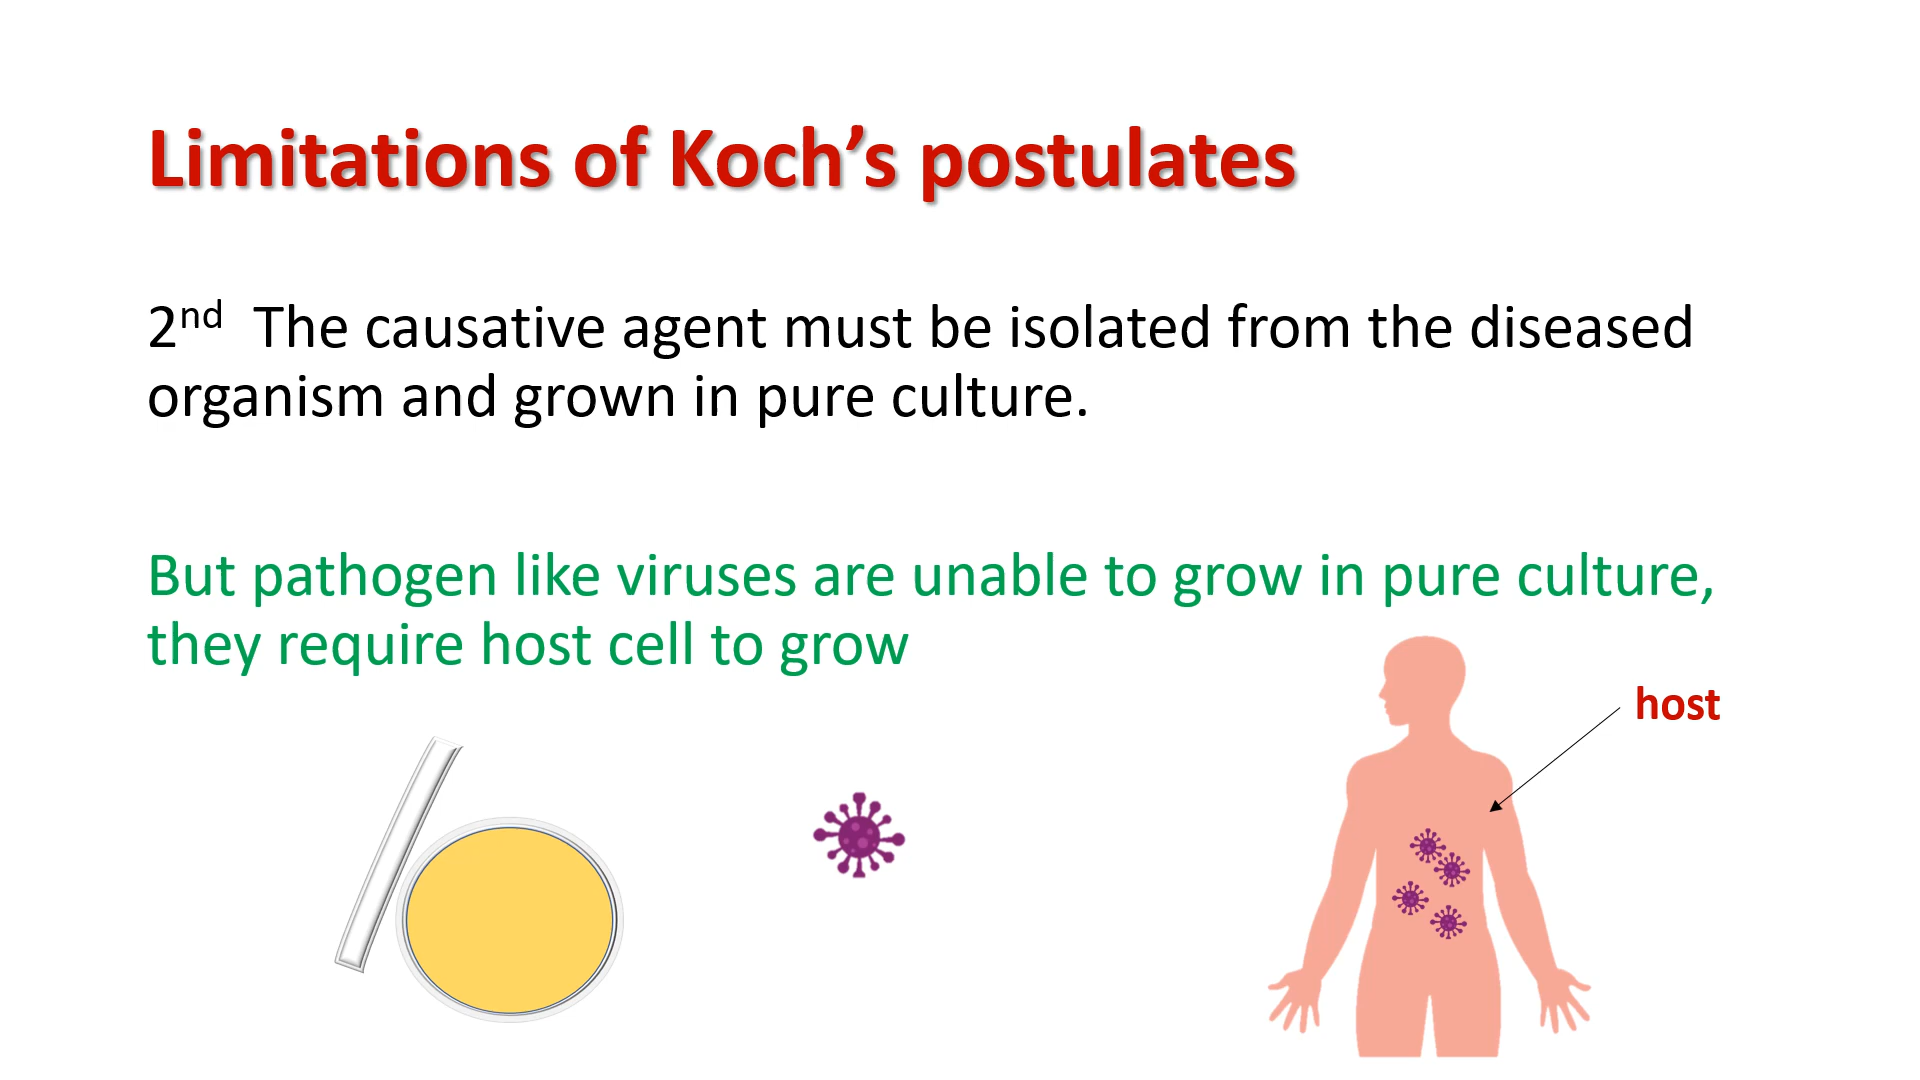 Limitations of Koch’s postulates
2nd The causative agent must be isolated from the diseased
organism and grown in pure culture.
But pathogen like viruses are unable to grow in pure culture,
they require host cell to grow
host